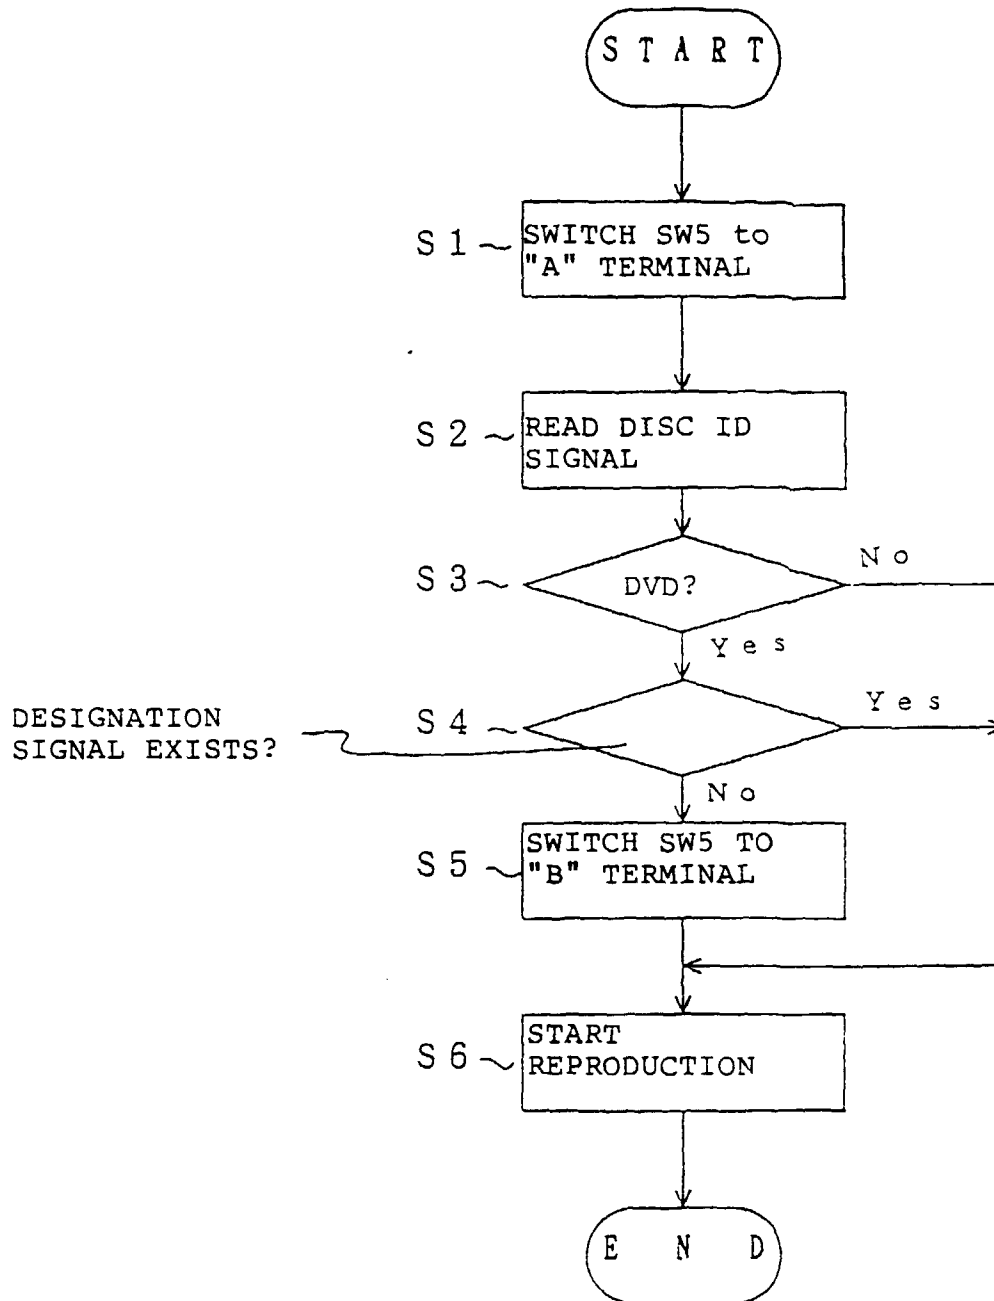 START
S1
SWITCH SW5 to
"A" TERMINAL
S2
READ DISC ID
SIGNAL
S3
DVD?
No
Yes
DESIGNATION
SIGNAL EXISTS?
S4
Yes
No
S5
SWITCH SW5 TO
"B" TERMINAL
S6
START
REPRODUCTION
END